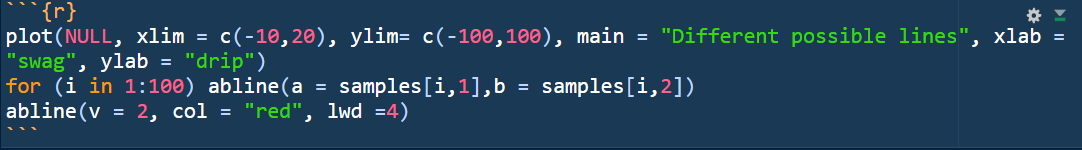 ```{r}
plot(NULL, xlim = c(-10,20), ylim= c(-100,100), main = "Different possible lines", xlab =
"swag", ylab = "drip")
for (i in 1:100) abline(a = samples[i,1],b = samples[i,2])
abline(v = 2, col = "red", lwd =4)
```